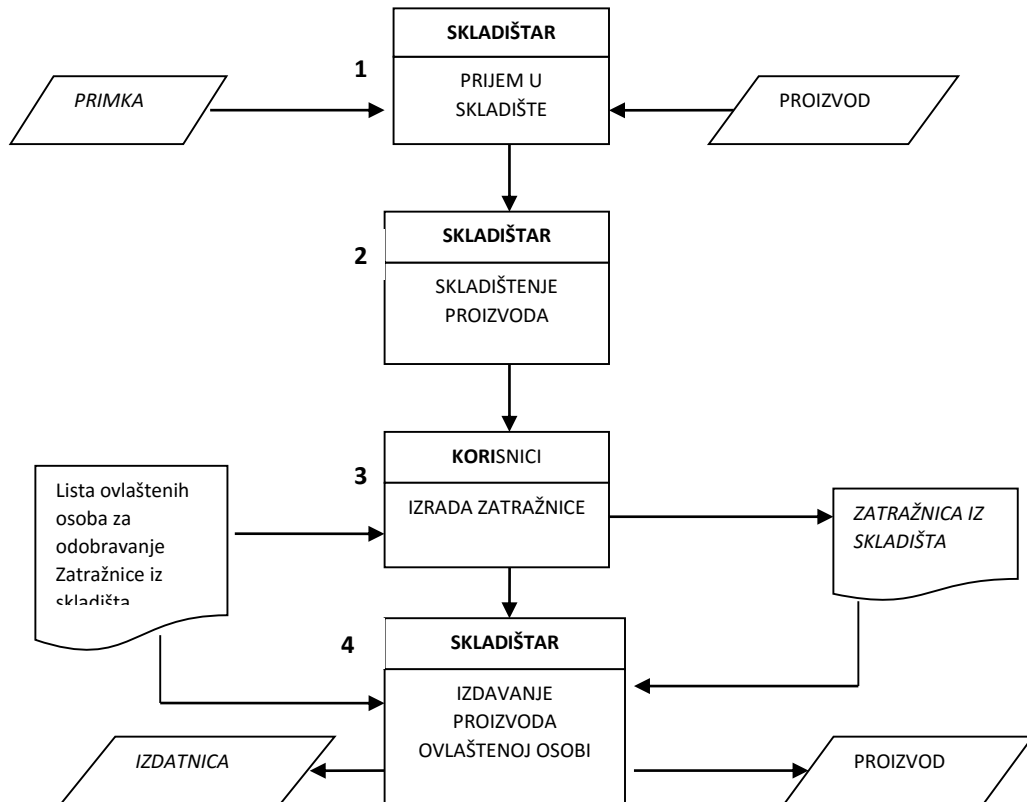 SKLADIŠTAR
1
PRIJEM U
SKLADIŠTE
PRIMKA
PROIZVOD
SKLADIŠTAR
2
SKLADIŠTENJE
PROIZVODA
KORISNICI
3
IZRADA ZATRAŽNICE
Lista ovlaštenih
osoba za
odobravanje
Zatražnice iz
skladišta
ZATRAŽNICA IZ
SKLADIŠTA
SKLADIŠTAR
4
IZDAVANJE
PROIZVODA
OVLAŠTENOJ OSOBI
IZDATNICA
PROIZVOD